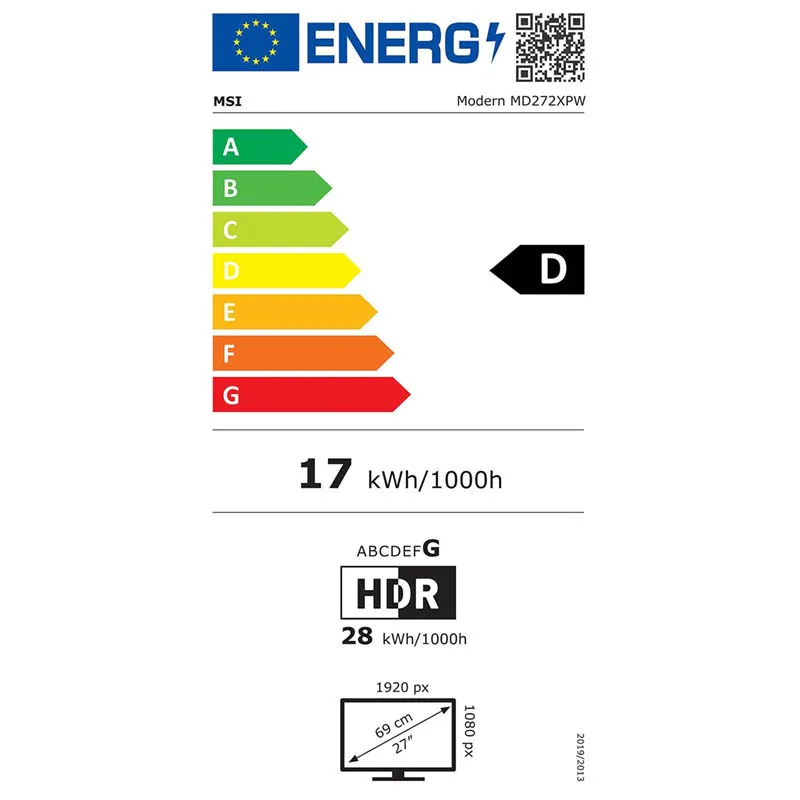 ENERG
MSI Modern MD272XPW
A
B
C
D
D
E
F
G
17 kWh/1000h
ABCDEFG
HDR
28 kWh/1000h
1920 px
1080 px
69 cm
27"
2019/2013